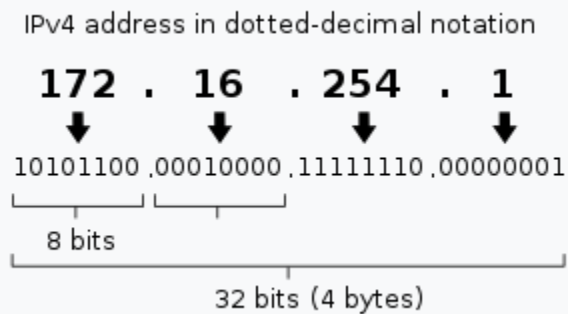 IPv4 address in dotted-decimal notation
172 . 16 . 254 . 1
10101100 .00010000 .11111110 .00000001
8 bits
32 bits (4 bytes)